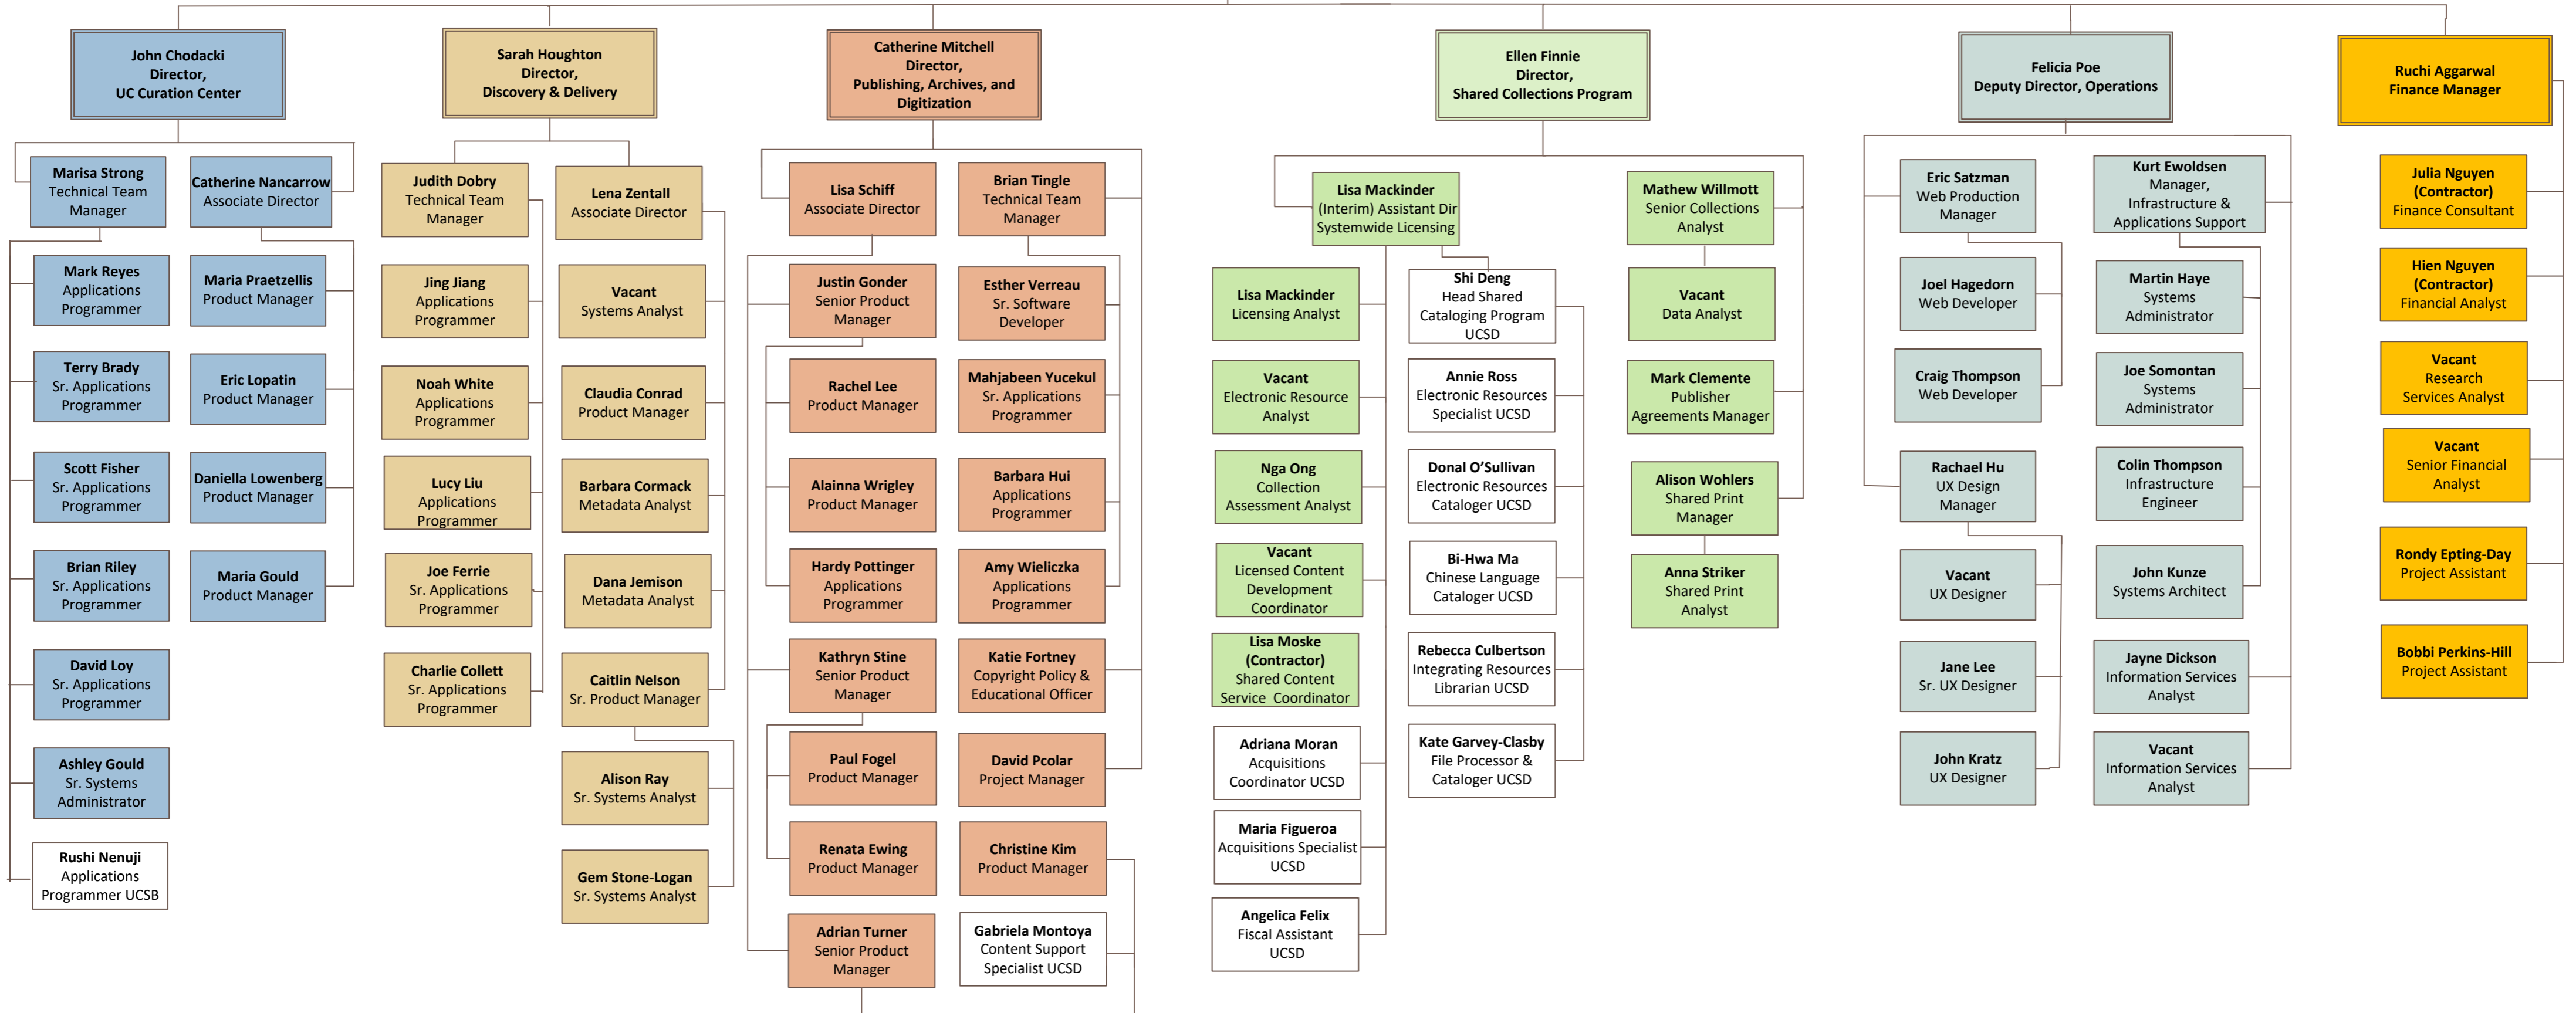 John Chodacki
Director,
UC Curation Center
Sarah Houghton
Director,
Discovery & Delivery
Catherine Mitchell
Director,
Publishing, Archives, and
Digitization
Ellen Finnie
Director,
Shared Collections Program
Felicia Poe
Deputy Director, Operations
Ruchi Aggarwal
Finance Manager
Marisa Strong
Technical Team
Manager
Mark Reyes
Applications
Programmer
Terry Brady
Sr. Applications
Programmer
Scott Fisher
Sr. Applications
Programmer
Brian Riley
Sr. Applications
Programmer
David Loy
Sr. Applications
Programmer
Ashley Gould
Sr. Systems
Administrator
Rushi Nenuji
Applications
Programmer UCSB
Catherine Nancarrow
Associate Director
Maria Praetzellis
Product Manager
Eric Lopatin
Product Manager
Daniella Lowenberg
Product Manager
Maria Gould
Product Manager
Judith Dobry
Technical Team
Manager
Jing Jiang
Applications
Programmer
Noah White
Applications
Programmer
Lucy Liu
Applications
Programmer
Joe Ferrie
Sr. Applications
Programmer
Charlie Collett
Sr. Applications
Programmer
Lena Zentall
Associate Director
Vacant
Systems Analyst
Claudia Conrad
Product Manager
Barbara Cormack
Metadata Analyst
Dana Jemison
Metadata Analyst
Caitlin Nelson
Sr. Product Manager
Alison Ray
Sr. Systems Analyst
Gem Stone-Logan
Sr. Systems Analyst
Lisa Schiff
Associate Director
Justin Gonder
Senior Product
Manager
Rachel Lee
Product Manager
Alainna Wrigley
Product Manager
Hardy Pottinger
Applications
Programmer
Kathryn Stine
Senior Product
Manager
Paul Fogel
Product Manager
Renata Ewing
Product Manager
Adrian Turner
Senior Product
Manager
Brian Tingle
Technical Team
Manager
Esther Verreau
Sr. Software
Developer
Mahjabeen Yucekul
Sr. Applications
Programmer
Barbara Hui
Applications
Programmer
Amy Wieliczka
Applications
Programmer
Katie Fortney
Copyright Policy &
Educational Officer
David Pcolar
Project Manager
Christine Kim
Product Manager
Gabriela Montoya
Content Support
Specialist UCSD
Lisa Mackinder
(Interim) Assistant Dir
Systemwide Licensing
Lisa Mackinder
Licensing Analyst
Vacant
Electronic Resource
Analyst
Nga Ong
Collection
Assessment Analyst
Vacant
Licensed Content
Development
Coordinator
Lisa Moske
(Contractor)
Shared Content
Service Coordinator
Adriana Moran
Acquisitions
Coordinator UCSD
Maria Figueroa
Acquisitions Specialist
UCSD
Angelica Felix
Fiscal Assistant
UCSD
Shi Deng
Head Shared
Cataloging Program
UCSD
Annie Ross
Electronic Resources
Specialist UCSD
Donal O’Sullivan
Electronic Resources
Cataloger UCSD
Bi-Hwa Ma
Chinese Language
Cataloger UCSD
Rebecca Culbertson
Integrating Resources
Librarian UCSD
Kate Garvey-Clasby
File Processor &
Cataloger UCSD
Mathew Willmott
Senior Collections
Analyst
Vacant
Data Analyst
Mark Clemente
Publisher
Agreements Manager
Alison Wohlers
Shared Print
Manager
Anna Striker
Shared Print
Analyst
Eric Satzman
Web Production
Manager
Joel Hagedorn
Web Developer
Craig Thompson
Web Developer
Rachael Hu
UX Design
Manager
Vacant
UX Designer
Jane Lee
Sr. UX Designer
John Kratz
UX Designer
Kurt Ewoldsen
Manager,
Infrastructure &
Applications Support
Martin Haye
Systems
Administrator
Joe Somontan
Systems
Administrator
Colin Thompson
Infrastructure
Engineer
John Kunze
Systems Architect
Jayne Dickson
Information Services
Analyst
Vacant
Information Services
Analyst
Julia Nguyen
(Contractor)
Finance Consultant
Hien Nguyen
(Contractor)
Financial Analyst
Vacant
Research
Services Analyst
Vacant
Senior Financial
Analyst
Rondy Epting-Day
Project Assistant
Bobbi Perkins-Hill
Project Assistant